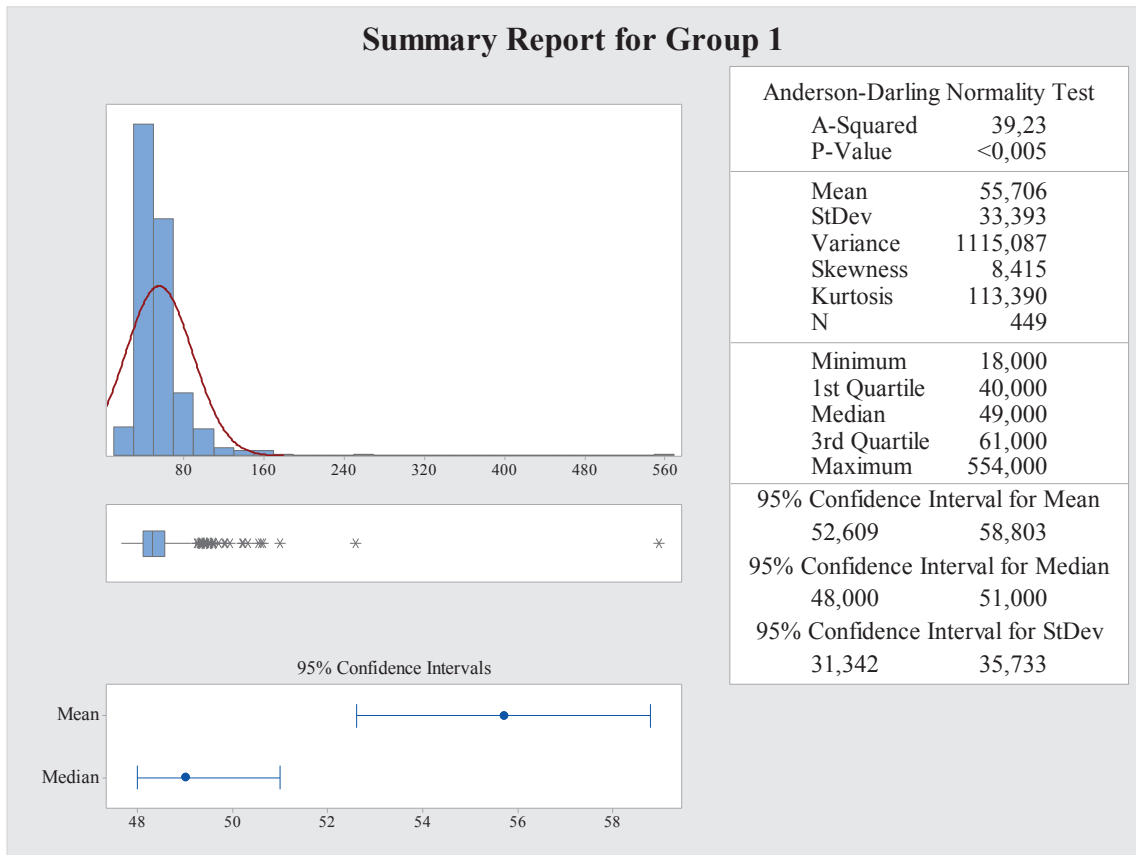 Summary Report for Group 1
80 160 240 320 400 480 560
95% Confidence Intervals
Mean
Median
48 50 52 54 56 58
Anderson-Darling Normality Test
A-Squared 39,23
P-Value <0,005
Mean 55,706
StDev 33,393
Variance 1115,087
Skewness 8,415
Kurtosis 113,390
N 449
Minimum 18,000
1st Quartile 40,000
Median 49,000
3rd Quartile 61,000
Maximum 554,000
95% Confidence Interval for Mean
52,609 58,803
95% Confidence Interval for Median
48,000 51,000
95% Confidence Interval for StDev
31,342 35,733